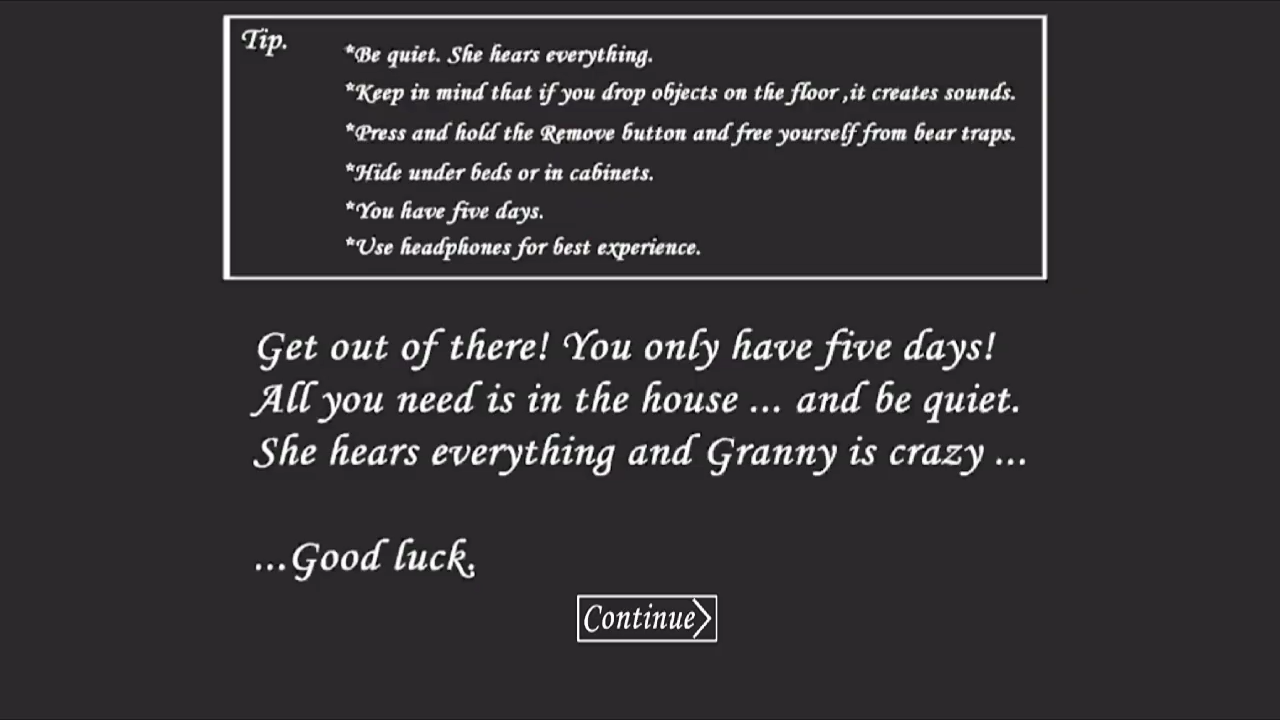 Tip.
*Be quiet. She hears everything.
*Keep in mind that if you drop objects on the floor ,it creates sounds.
*Press and hold the Remove button and free yourself from bear traps.
*Hide under beds or in cabinets.
*You have five days.
*Use headphones for best experience.
Get out of there! You only have five days!
All you need is in the house ... and be quiet.
She hears everything and Granny is crazy ...
...Good luck.
Continue